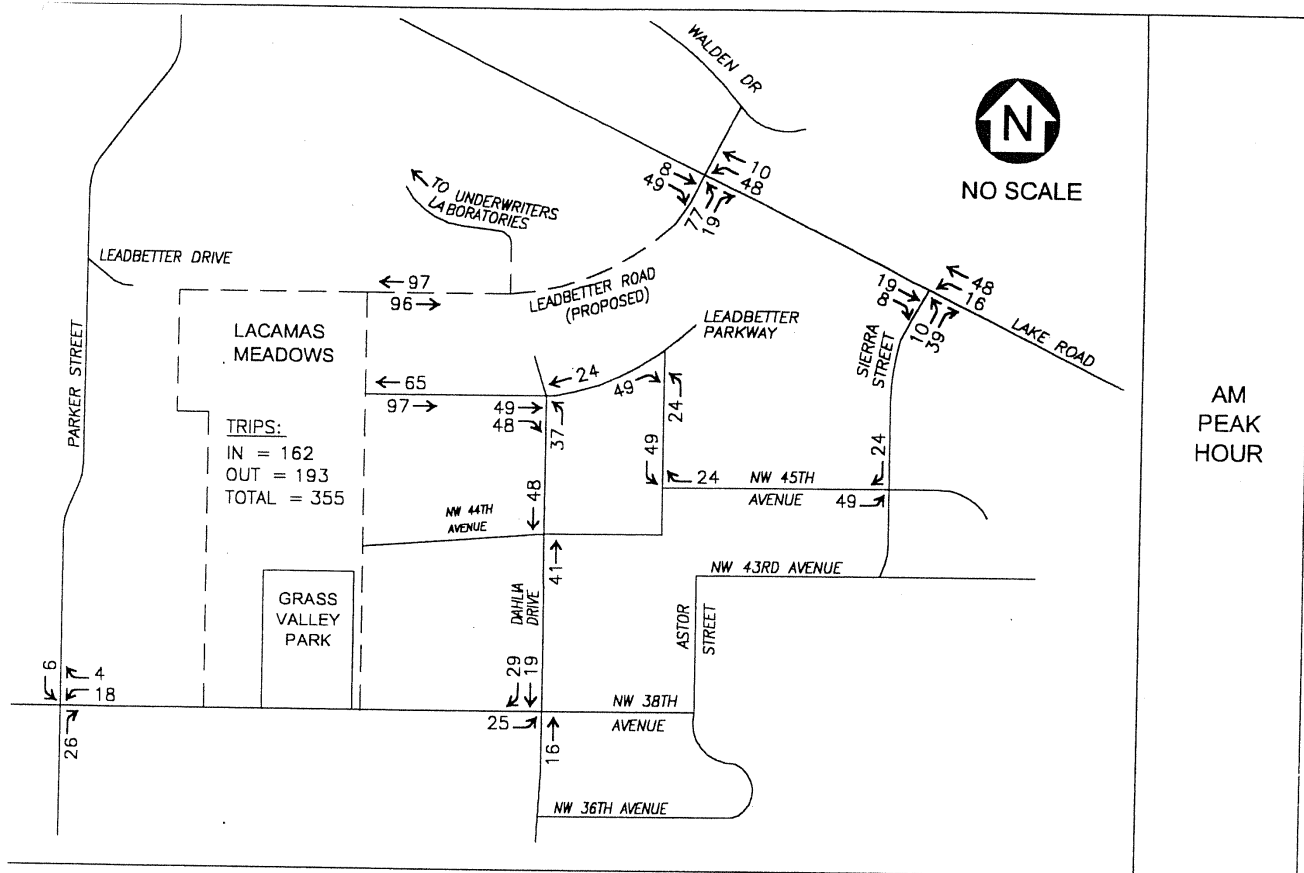 WALDEN DR
N
NO SCALE
10
48
8
49
77
19
TO UNDERWRITERS
LABORATORIES
LEADBETTER DRIVE
97
96
LEADBETTER ROAD
(PROPOSED)
LEADBETTER
PARKWAY
48
16
19
8
10
39
LAKE ROAD
SIERRA
STREET
PARKER STREET
LACAMAS
MEADOWS
TRIPS:
IN = 162
OUT = 193
TOTAL = 355
65
97
24
49
48
37
49
24
49
24
NW 45TH
AVENUE
24
49
AM
PEAK
HOUR
48
NW 44TH
AVENUE
41
NW 43RD AVENUE
GRASS
VALLEY
PARK
DAHLIA
DRIVE
ASTOR
STREET
6
4
18
26
29
19
25
16
NW 38TH
AVENUE
NW 36TH AVENUE